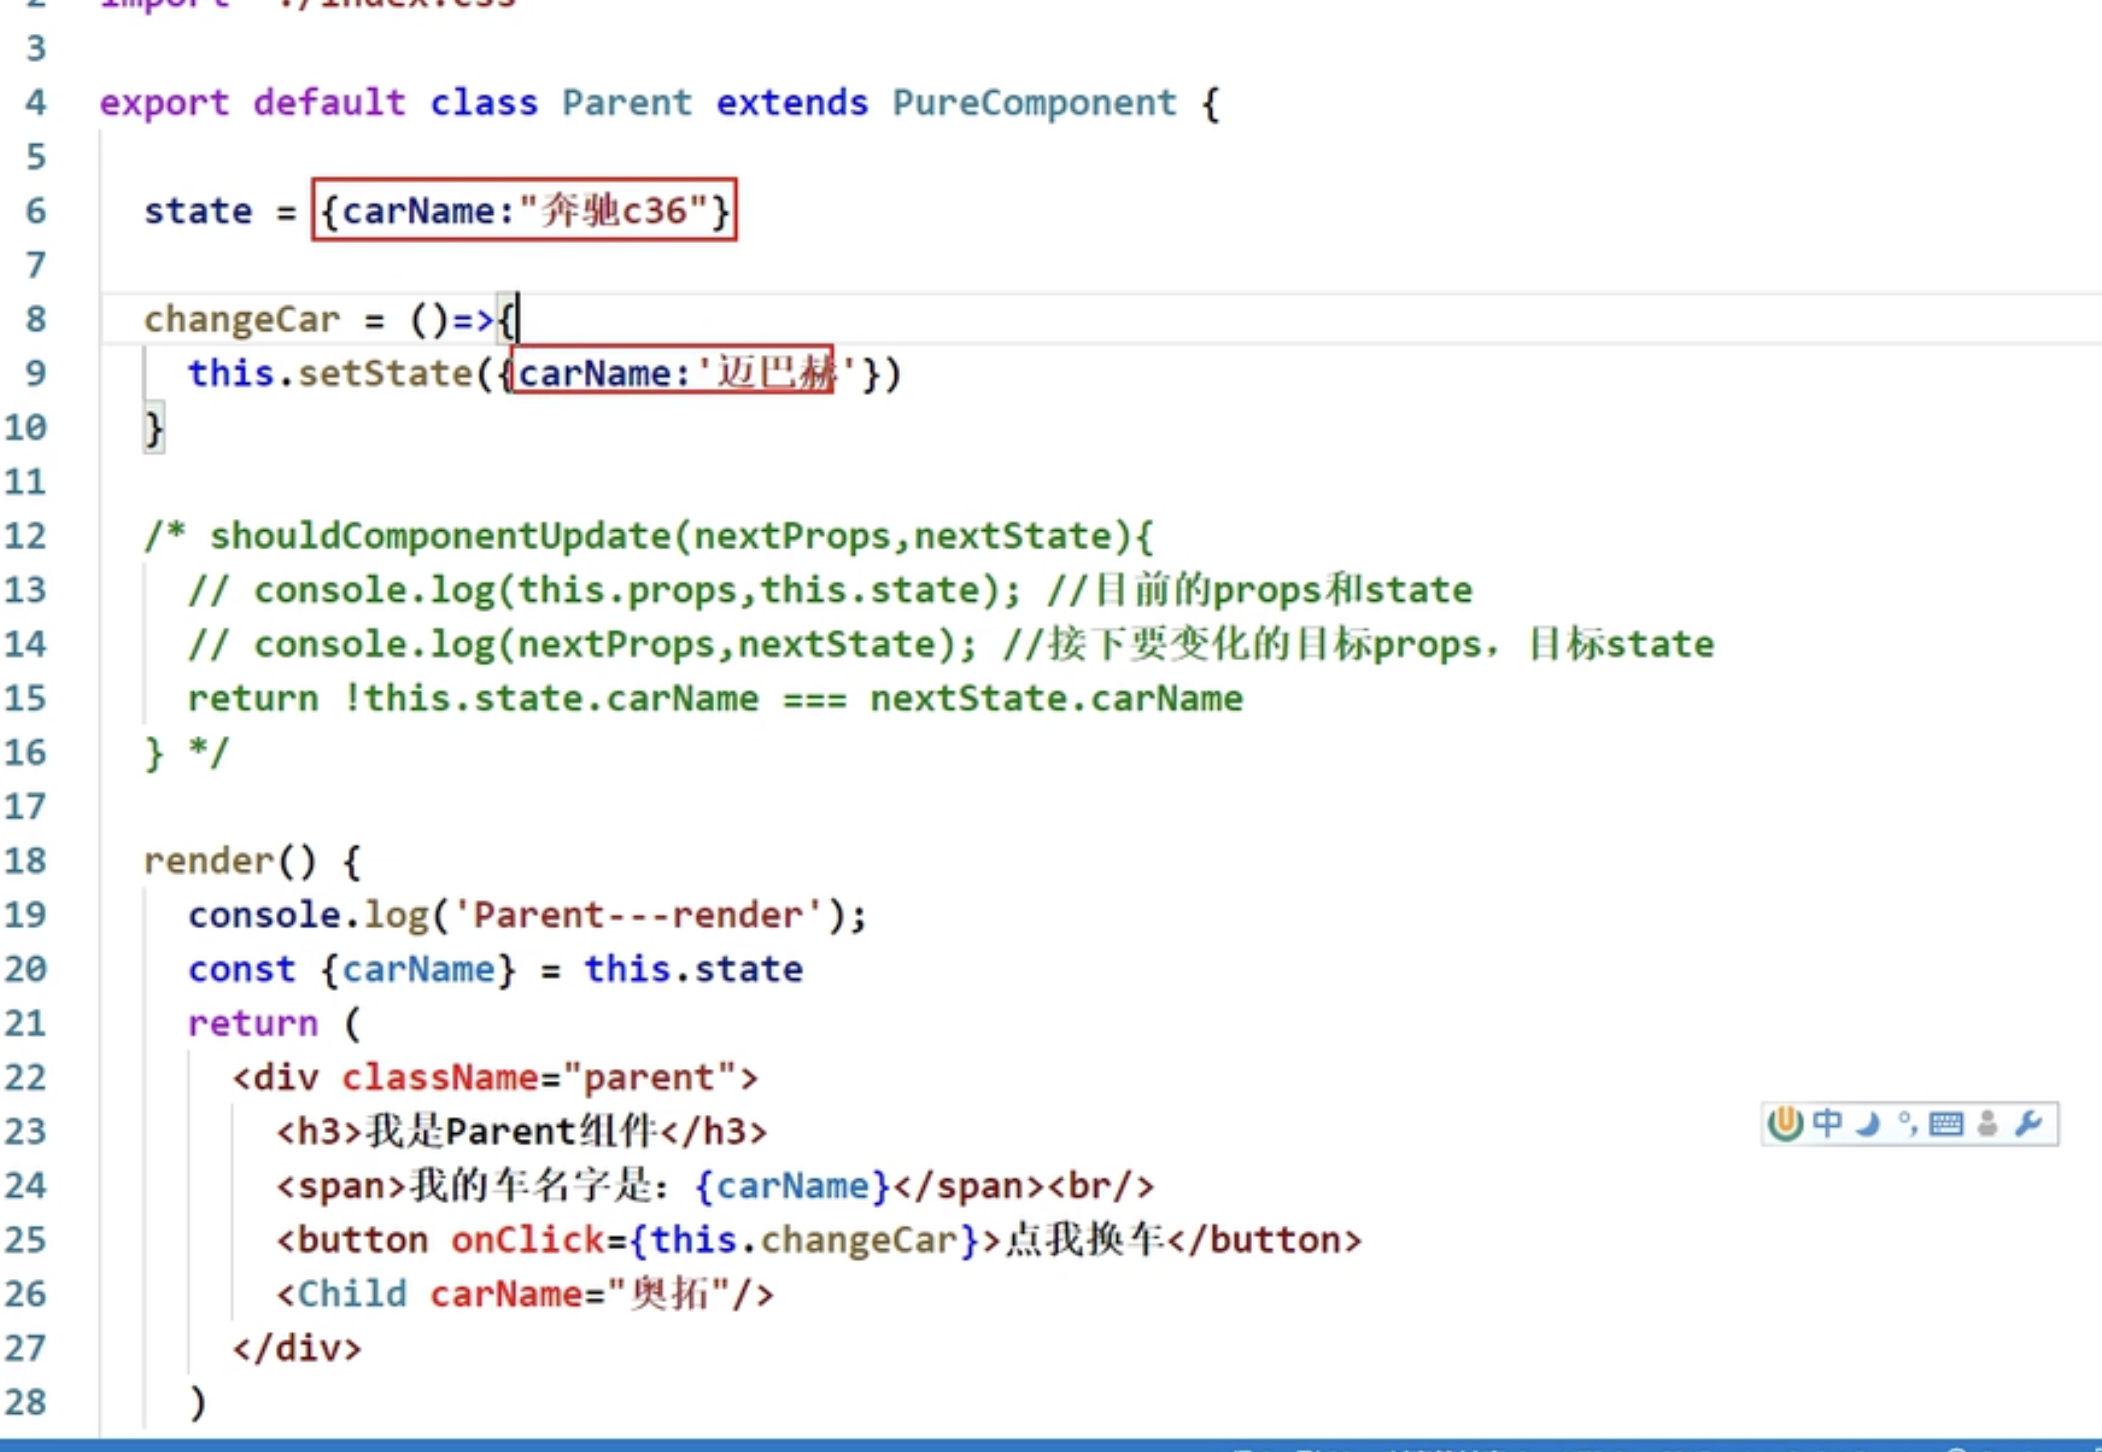 3
4 export default class Parent extends PureComponent {
5
6 state = {carName:"奔驰c36"}
7
8 changeCar = ()=>{
9 this.setState({carName:'迈巴赫'})
10 }
11
12 /* shouldComponentUpdate(nextProps,nextState){
13 // console.log(this.props,this.state); //目前的props和state
14 // console.log(nextProps,nextState); //接下要变化的目标props，目标state
15 return !this.state.carName === nextState.carName
16 } */
17
18 render() {
19 console.log('Parent---render');
20 const {carName} = this.state
21 return (
22 <div className="parent">
23 <h3>我是Parent组件</h3>
24 <span>我的车名字是：{carName}</span><br/>
25 <button onClick={this.changeCar}>点我换车</button>
中
26 <Child carName="奥拓"/>
27 </div>
28 )